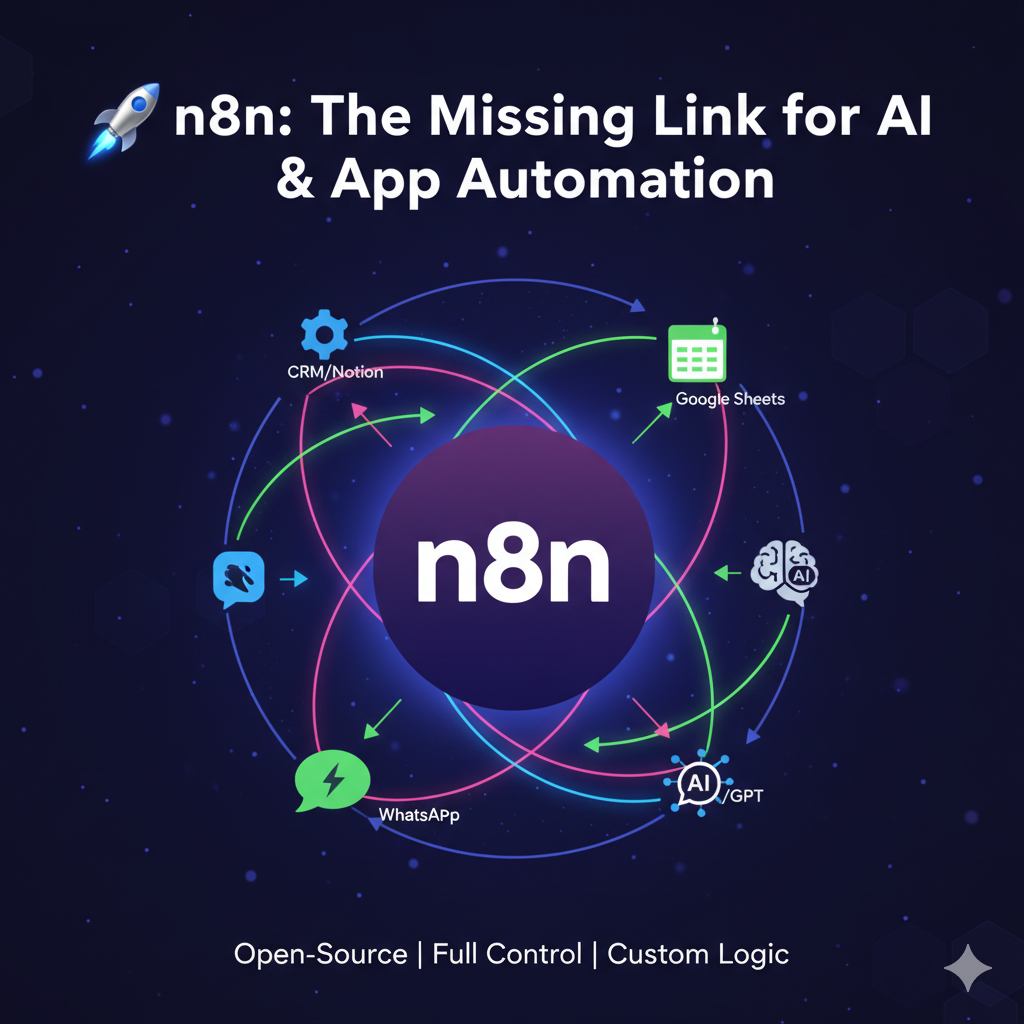 🚀 n8n: The Missing Link for AI
& App Automation
CRM/Notion
Google Sheets
n8n
AI
WhatsAPp
AI
/GPT
Open-Source | Full Control | Custom Logic